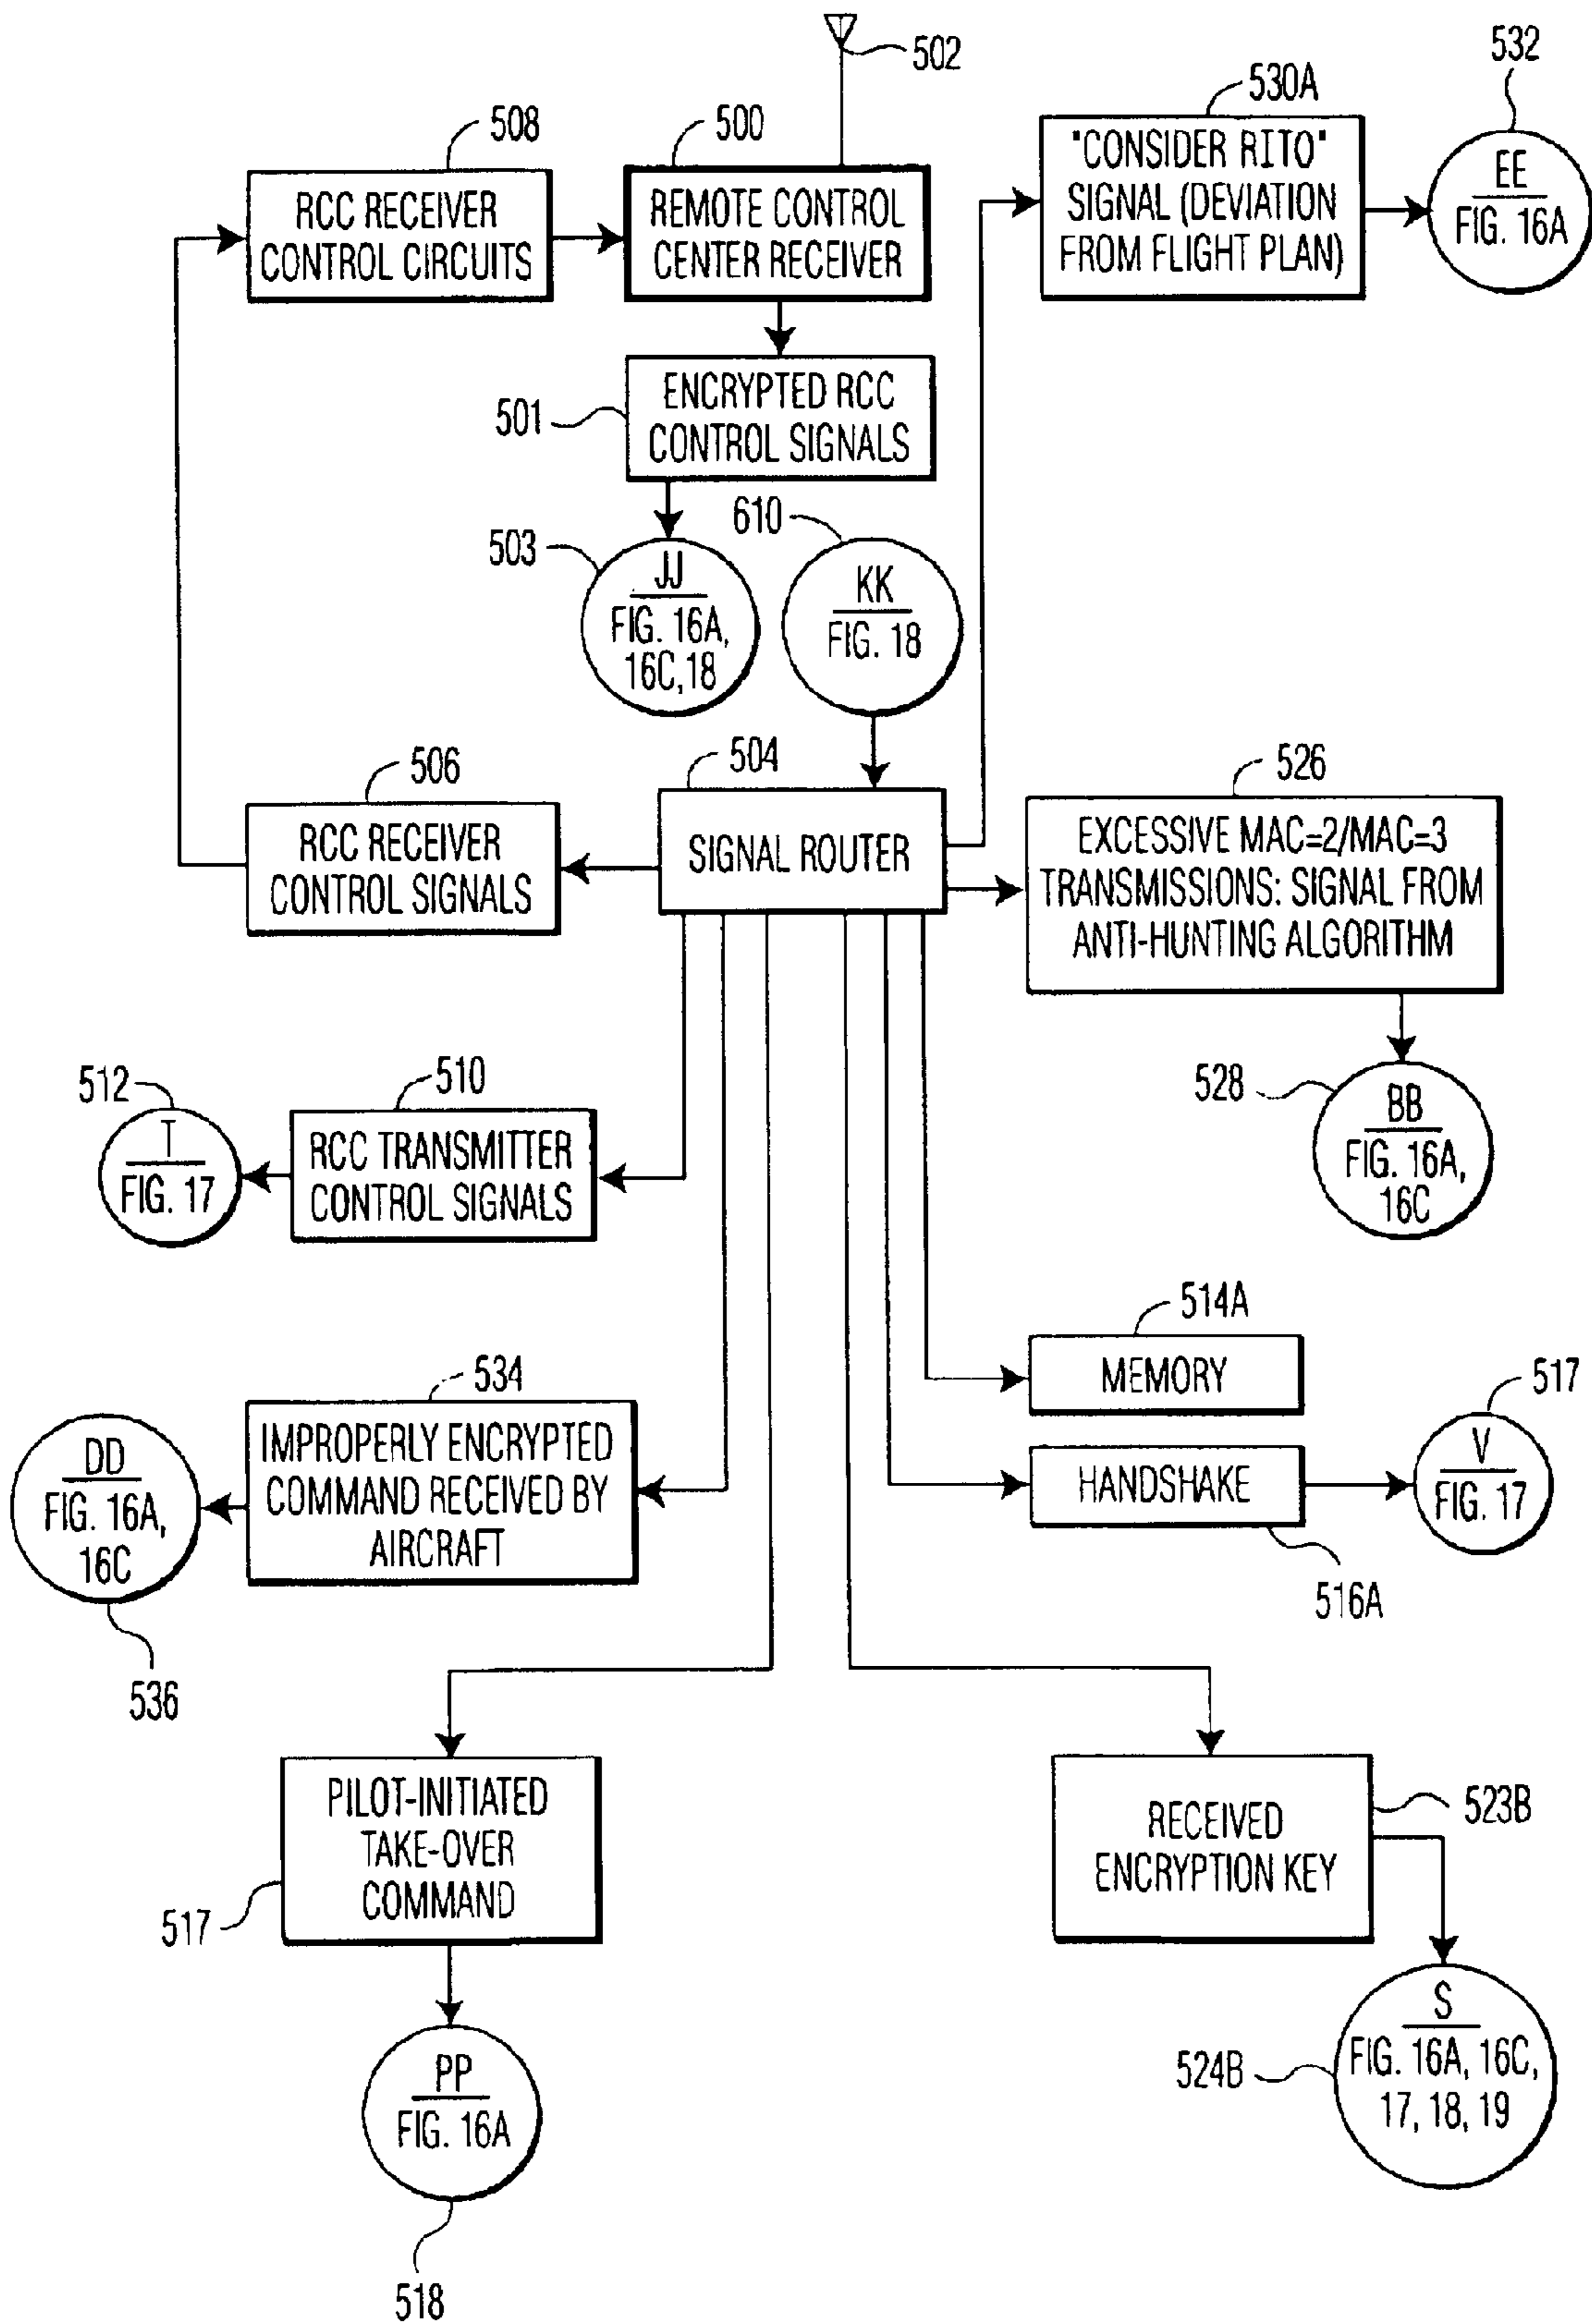 502
532
530A
508
500
"CONSIDER RITO"
SIGNAL (DEVIATION
FROM FLIGHT PLAN)
EE
FIG. 16A
RCC RECEIVER
CONTROL CIRCUITS
REMOTE CONTROL
CENTER RECEIVER
501
ENCRYPTED RCC
CONTROL SIGNALS
610
503
JJ
FIG. 16A,
16C, 18
KK
FIG. 18
506
504
526
RCC RECEIVER
CONTROL SIGNALS
SIGNAL ROUTER
EXCESSIVE MAC=2/MAC=3
TRANSMISSIONS: SIGNAL FROM
ANTI-HUNTING ALGORITHM
512
510
528
BB
FIG. 16A,
16C
T
FIG. 17
RCC TRANSMITTER
CONTROL SIGNALS
514A
MEMORY
534
517
DD
FIG. 16A,
16C
IMPROPERLY ENCRYPTED
COMMAND RECEIVED BY
AIRCRAFT
HANDSHAKE
V
FIG. 17
516A
536
PILOT-INITIATED
TAKE-OVER
COMMAND
517
RECEIVED
ENCRYPTION KEY
523B
PP
FIG. 16A
524B
S
FIG. 16A, 16C,
17, 18, 19
518